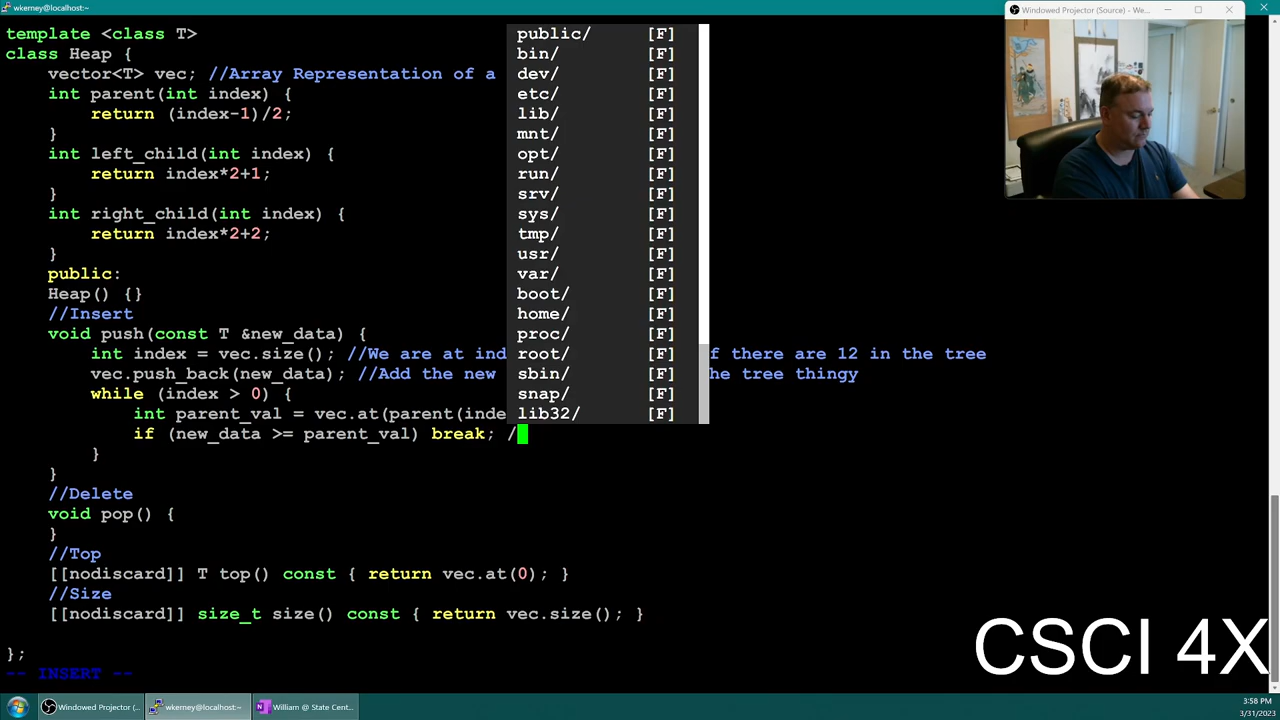 wkerney@localhost:~
Windowed Projector (Source) - We...
template <class T>
class Heap {
vector<T> vec; //Array Representation of a
int parent(int index) {
return (index-1)/2;
}
int left_child(int index) {
return index*2+1;
}
int right_child(int index) {
return index*2+2;
}
public:
Heap() {}
//Insert
void push(const T &new_data) {
int index = vec.size(); //We are at ind f there are 12 in the tree
vec.push_back(new_data); //Add the new he tree thingy
while (index > 0) {
int parent_val = vec.at(parent(inde
if (new_data >= parent_val) break; /
}
}
//Delete
void pop() {
}
//Top
[[nodiscard]] T top() const { return vec.at(0); }
//Size
[[nodiscard]] size_t size() const { return vec.size(); }
};
-- INSERT --
public/ [F]
bin/ [F]
dev/ [F]
etc/ [F]
lib/ [F]
mnt/ [F]
opt/ [F]
run/ [F]
srv/ [F]
sys/ [F]
tmp/ [F]
usr/ [F]
var/ [F]
boot/ [F]
home/ [F]
proc/ [F]
root/ [F]
sbin/ [F]
snap/ [F]
lib32/ [F]
CSCI 4X
Windowed Projector (...
wkerney@localhost:~
William @ State Cent...
3:58 PM
3/31/2023